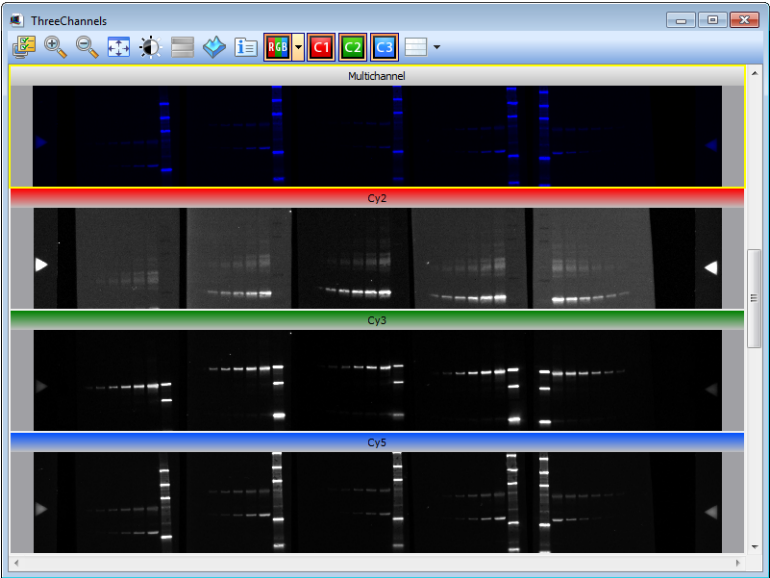 ThreeChannels
RGB C1 C2 C3
Multichannel
Cy2
Cy3
Cy5